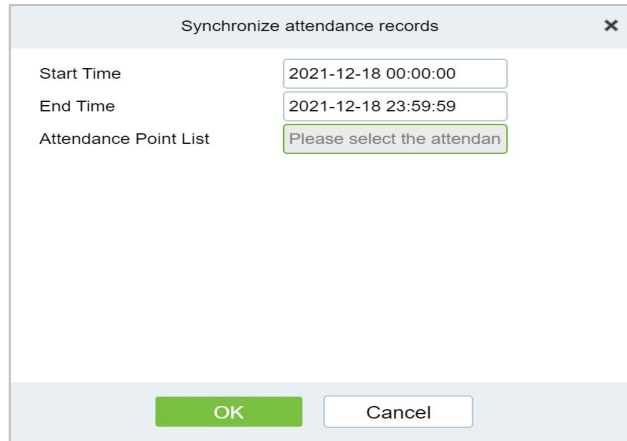 Synchronize attendance records
Start Time 2021-12-18 00:00:00
End Time 2021-12-18 23:59:59
Attendance Point List Please select the attendan
OK Cancel